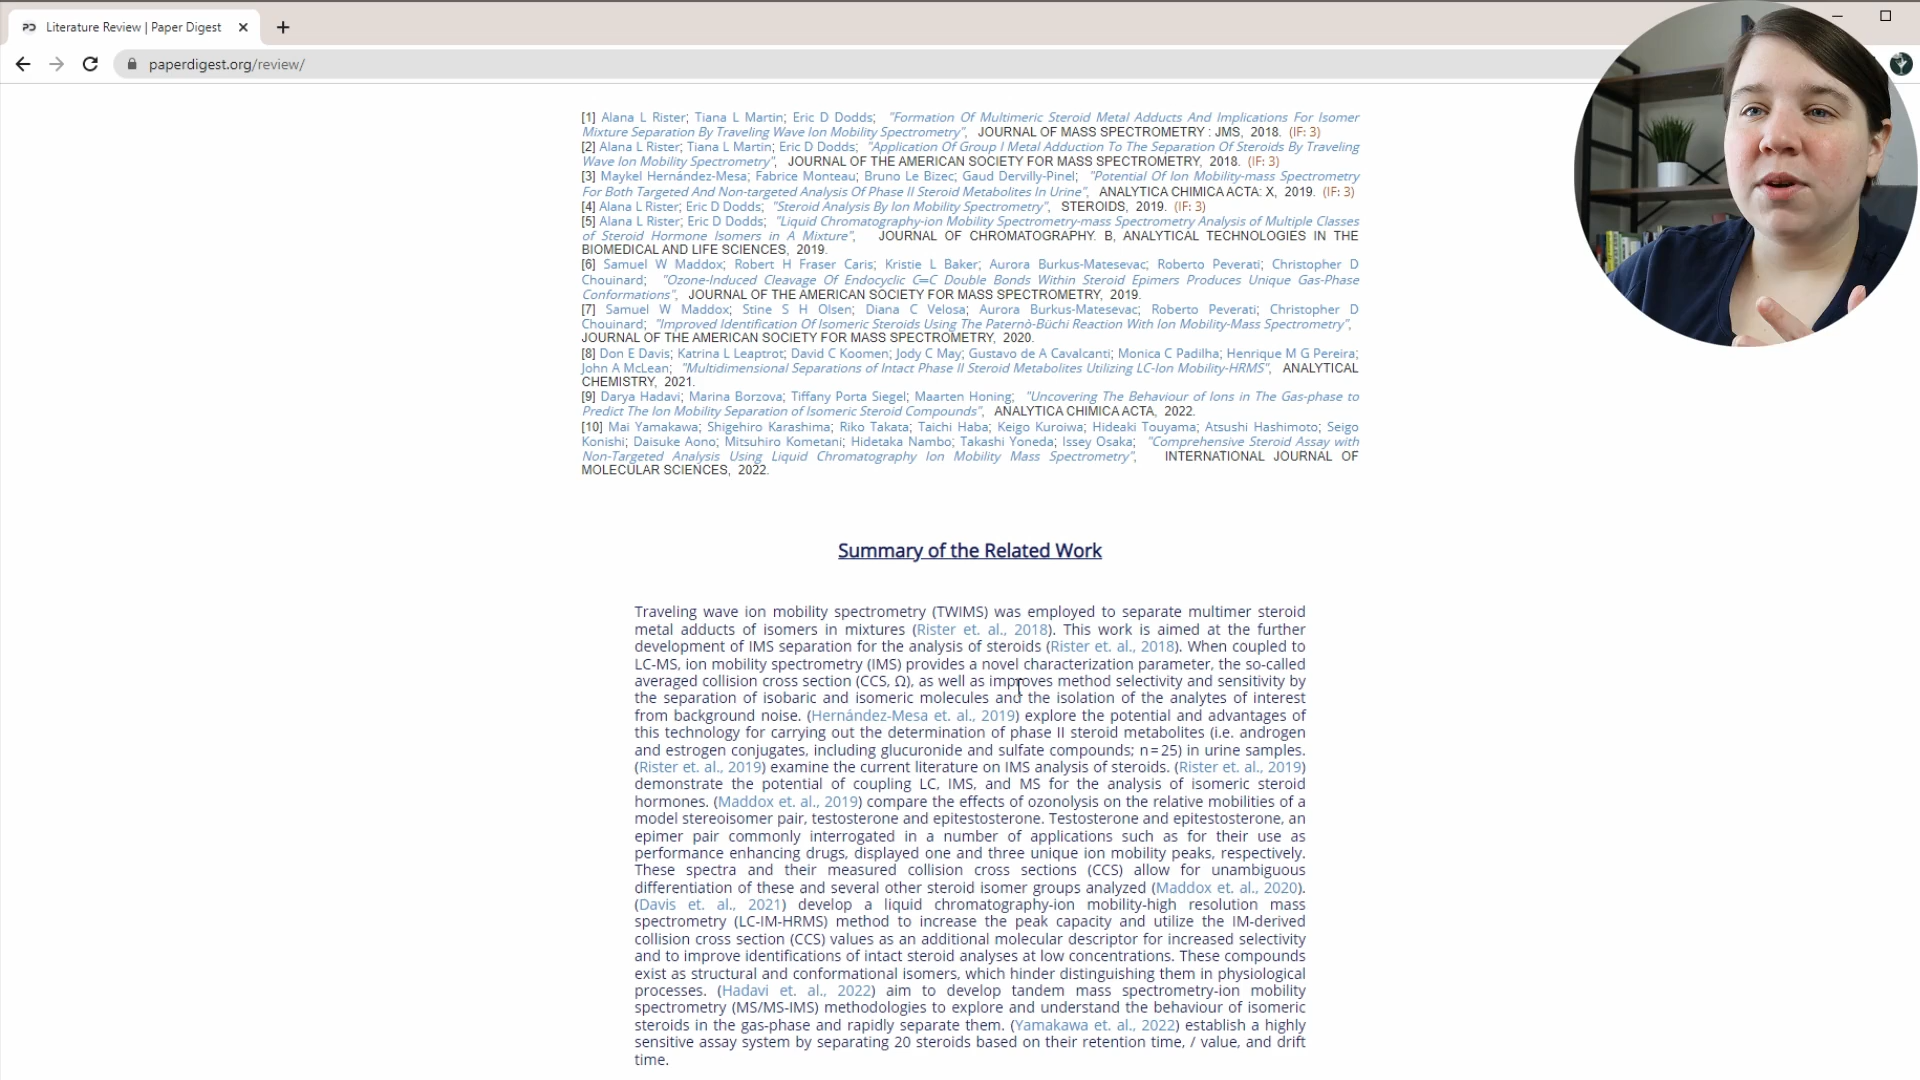 PD Literature Review | Paper Digest
paperdigest.org/review/
[1] Alana L Rister; Tiana L Martin; Eric D Dodds; "Formation Of Multimeric Steroid Metal Adducts And Implications For Isomer
Mixture Separation By Traveling Wave Ion Mobility Spectrometry", JOURNAL OF MASS SPECTROMETRY : JMS, 2018. (IF: 3)
[2] Alana L Rister; Tiana L Martin; Eric D Dodds; "Application Of Group I Metal Adduction To The Separation Of Steroids By Traveling
Wave Ion Mobility Spectrometry", JOURNAL OF THE AMERICAN SOCIETY FOR MASS SPECTROMETRY, 2018. (IF: 3)
[3] Maykel Hernández-Mesa; Fabrice Monteau; Bruno Le Bizec; Gaud Dervilly-Pinel; "Potential Of Ion Mobility-mass Spectrometry
For Both Targeted And Non-targeted Analysis Of Phase II Steroid Metabolites In Urine", ANALYTICA CHIMICA ACTA: X, 2019. (IF: 3)
[4] Alana L Rister; Eric D Dodds; "Steroid Analysis By Ion Mobility Spectrometry", STEROIDS, 2019. (IF: 3)
[5] Alana L Rister; Eric D Dodds; "Liquid Chromatography-ion Mobility Spectrometry-mass Spectrometry Analysis of Multiple Classes
of Steroid Hormone Isomers in A Mixture", JOURNAL OF CHROMATOGRAPHY. B, ANALYTICAL TECHNOLOGIES IN THE
BIOMEDICAL AND LIFE SCIENCES, 2019.
[6] Samuel W Maddox; Robert H Fraser Caris; Kristie L Baker; Aurora Burkus-Matesevac; Roberto Peverati; Christopher D
Chouinard; "Ozone-Induced Cleavage Of Endocyclic C═C Double Bonds Within Steroid Epimers Produces Unique Gas-Phase
Conformations", JOURNAL OF THE AMERICAN SOCIETY FOR MASS SPECTROMETRY, 2019.
[7] Samuel W Maddox; Stine S H Olsen; Diana C Velosa; Aurora Burkus-Matesevac; Roberto Peverati; Christopher D
Chouinard; "Improved Identification Of Isomeric Steroids Using The Paternò-Büchi Reaction With Ion Mobility-Mass Spectrometry",
JOURNAL OF THE AMERICAN SOCIETY FOR MASS SPECTROMETRY, 2020.
[8] Don E Davis; Katrina L Leaptrot; David C Koomen; Jody C May; Gustavo de A Cavalcanti; Monica C Padilha; Henrique M G Pereira;
John A McLean; "Multidimensional Separations of Intact Phase II Steroid Metabolites Utilizing LC-Ion Mobility-HRMS", ANALYTICAL
CHEMISTRY, 2021.
[9] Darya Hadavi; Marina Borzova; Tiffany Porta Siegel; Maarten Honing; "Uncovering The Behaviour of Ions in The Gas-phase to
Predict The Ion Mobility Separation of Isomeric Steroid Compounds", ANALYTICA CHIMICA ACTA, 2022.
[10] Mai Yamakawa; Shigehiro Karashima; Riko Takata; Taichi Haba; Keigo Kuroiwa; Hideaki Touyama; Atsushi Hashimoto; Seigo
Konishi; Daisuke Aono; Mitsuhiro Kometani; Hidetaka Nambo; Takashi Yoneda; Issey Osaka; "Comprehensive Steroid Assay with
Non-Targeted Analysis Using Liquid Chromatography Ion Mobility Mass Spectrometry", INTERNATIONAL JOURNAL OF
MOLECULAR SCIENCES, 2022.
Summary of the Related Work
Traveling wave ion mobility spectrometry (TWIMS) was employed to separate multimer steroid
metal adducts of isomers in mixtures (Rister et. al., 2018). This work is aimed at the further
development of IMS separation for the analysis of steroids (Rister et. al., 2018). When coupled to
LC-MS, ion mobility spectrometry (IMS) provides a novel characterization parameter, the so-called
averaged collision cross section (CCS, Ω), as well as improves method selectivity and sensitivity by
the separation of isobaric and isomeric molecules and the isolation of the analytes of interest
from background noise. (Hernández-Mesa et. al., 2019) explore the potential and advantages of
this technology for carrying out the determination of phase II steroid metabolites (i.e. androgen
and estrogen conjugates, including glucuronide and sulfate compounds; n = 25) in urine samples.
(Rister et. al., 2019) examine the current literature on IMS analysis of steroids. (Rister et. al., 2019)
demonstrate the potential of coupling LC, IMS, and MS for the analysis of isomeric steroid
hormones. (Maddox et. al., 2019) compare the effects of ozonolysis on the relative mobilities of a
model stereoisomer pair, testosterone and epitestosterone. Testosterone and epitestosterone, an
epimer pair commonly interrogated in a number of applications such as for their use as
performance enhancing drugs, displayed one and three unique ion mobility peaks, respectively.
These spectra and their measured collision cross sections (CCS) allow for unambiguous
differentiation of these and several other steroid isomer groups analyzed (Maddox et. al., 2020).
(Davis et. al., 2021) develop a liquid chromatography-ion mobility-high resolution mass
spectrometry (LC-IM-HRMS) method to increase the peak capacity and utilize the IM-derived
collision cross section (CCS) values as an additional molecular descriptor for increased selectivity
and to improve identifications of intact steroid analyses at low concentrations. These compounds
exist as structural and conformational isomers, which hinder distinguishing them in physiological
processes. (Hadavi et. al., 2022) aim to develop tandem mass spectrometry-ion mobility
spectrometry (MS/MS-IMS) methodologies to explore and understand the behaviour of isomeric
steroids in the gas-phase and rapidly separate them. (Yamakawa et. al., 2022) establish a highly
sensitive assay system by separating 20 steroids based on their retention time, / value, and drift
time.